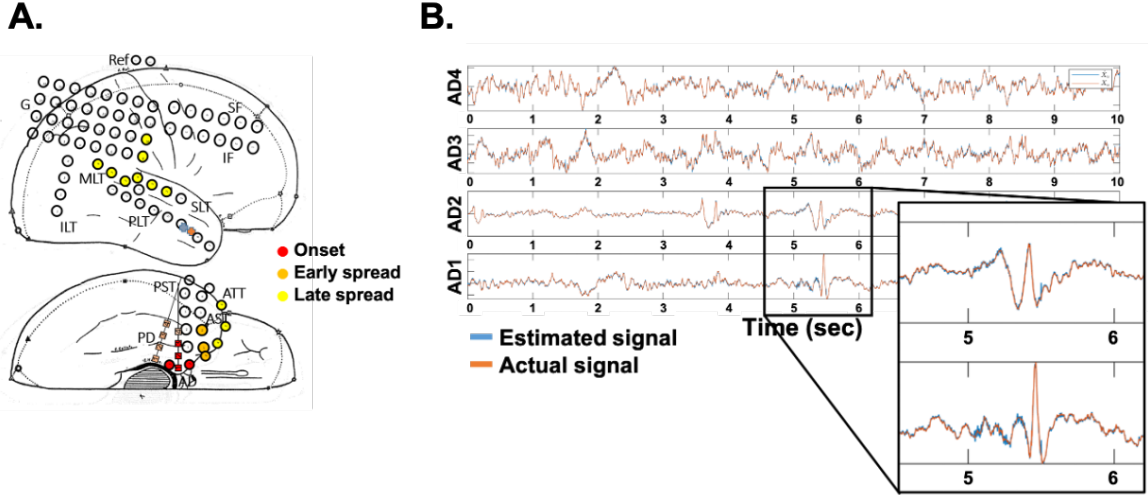 A.
B.
Ref
G
SF
IF
MLT
SLT
PLT
ILT
Onset
Early spread
Late spread
PST
ATT
AST
PD
AD
AD4
0 1 2 3 4 5 6 7 8 9 10
AD3
0 1 2 3 4 5 6 7 8 9 10
AD2
0 1 2 3 4 5 6
AD1
0 1 2 3 4 5 6
Time (sec)
Estimated signal
Actual signal
5 6
5 6